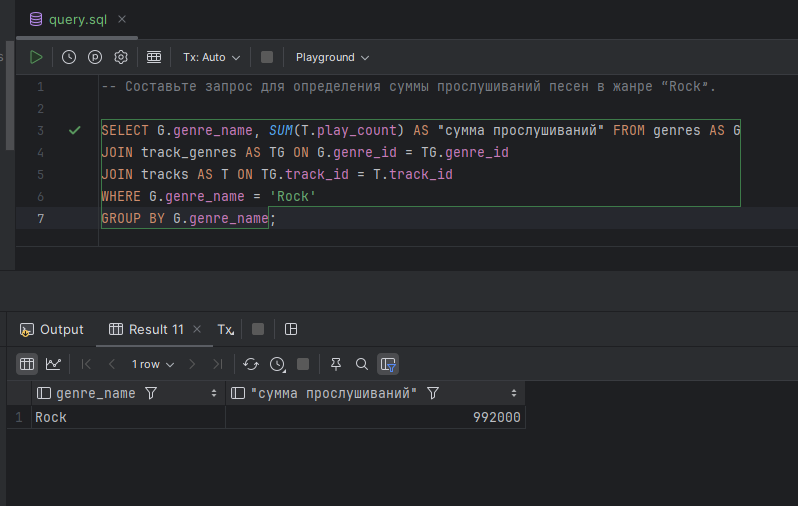 query.sql
Tx: Auto
Playground
1 -- Составьте запрос для определения суммы прослушиваний песен в жанре "Rock".
2
3 SELECT G.genre_name, SUM(T.play_count) AS "сумма прослушиваний" FROM genres AS G
4 JOIN track_genres AS TG ON G.genre_id = TG.genre_id
5 JOIN tracks AS T ON TG.track_id = T.track_id
6 WHERE G.genre_name = 'Rock'
7 GROUP BY G.genre_name;
Output Result 11 Tx
1 row
genre_name "сумма прослушиваний"
1 Rock 992000